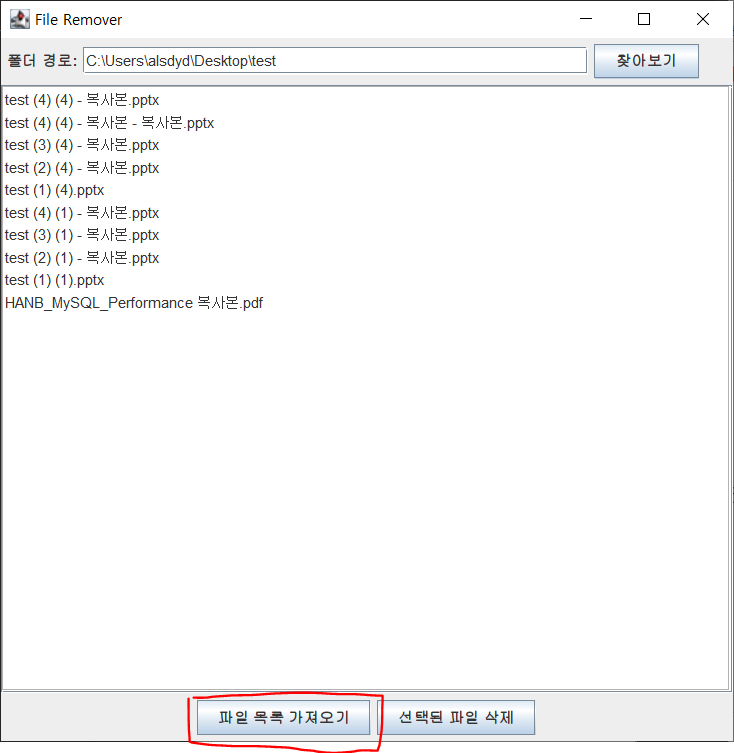 File Remover
폴더 경로: C:\Users\alsdyd\Desktop\test 찾아보기
test (4) (4) - 복사본.pptx
test (4) (4) - 복사본 - 복사본.pptx
test (3) (4) - 복사본.pptx
test (2) (4) - 복사본.pptx
test (1) (4).pptx
test (4) (1) - 복사본.pptx
test (3) (1) - 복사본.pptx
test (2) (1) - 복사본.pptx
test (1) (1).pptx
HANB_MySQL_Performance 복사본.pdf
파일 목록 가져오기 선택된 파일 삭제